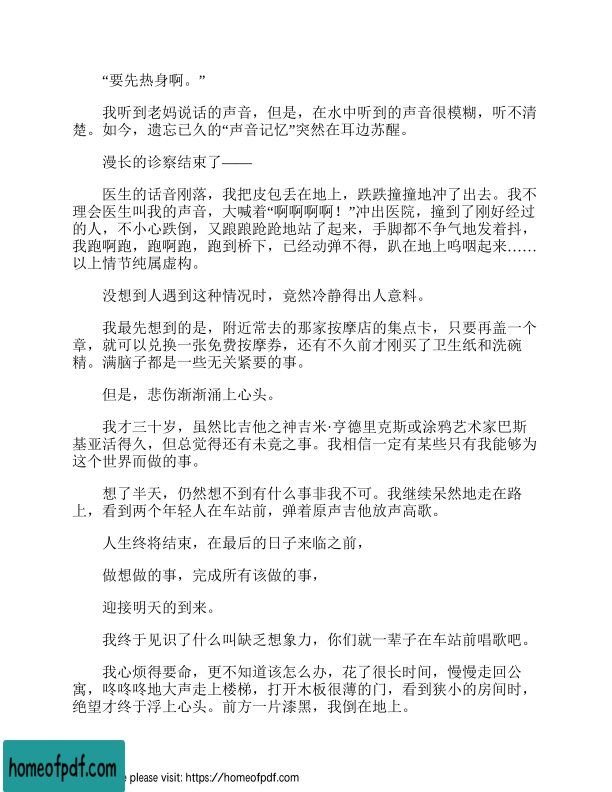 “要先热身啊。”
我听到老妈说话的声音，但是，在水中听到的声音很模糊，听不清
楚。如今，遗忘已久的“声音记忆”突然在耳边苏醒。
漫长的诊察结束了——
医生的话音刚落，我把皮包丢在地上，跌跌撞撞地冲了出去。我不
理会医生叫我的声音，大喊着“啊啊啊啊！”冲出医院，撞到了刚好经过
的人，不小心跌倒，又踉踉跄跄地站了起来，手脚都不争气地发着抖，
我跑啊跑，跑啊跑，跑到桥下，已经动弹不得，趴在地上呜咽起来……
以上情节纯属虚构。
没想到人遇到这种情况时，竟然冷静得出人意料。
我最先想到的是，附近常去的那家按摩店的集点卡，只要再盖一个
章，就可以兑换一张免费按摩券，还有不久前才刚买了卫生纸和洗碗
精。满脑子都是一些无关紧要的事。
但是，悲伤渐渐涌上心头。
我才三十岁，虽然比吉他之神吉米·亨德里克斯或涂鸦艺术家巴斯
基亚活得久，但总觉得还有未竟之事。我相信一定有某些只有我能够为
这个世界而做的事。
想了半天，仍然想不到有什么事非我不可。我继续呆然地走在路
上，看到两个年轻人在车站前，弹着原声吉他放声高歌。
人生终将结束，在最后的日子来临之前，
做想做的事，完成所有该做的事，
迎接明天的到来。
我终于见识了什么叫缺乏想象力，你们就一辈子在车站前唱歌吧。
我心烦得要命，更不知道该怎么办，花了很长时间，慢慢走回公
寓，咚咚咚地大声走上楼梯，打开木板很薄的门，看到狭小的房间时，
绝望才终于浮上心头。前方一片漆黑，我倒在地上。
homeofpdf.com
please visit: https://homeofpdf.com